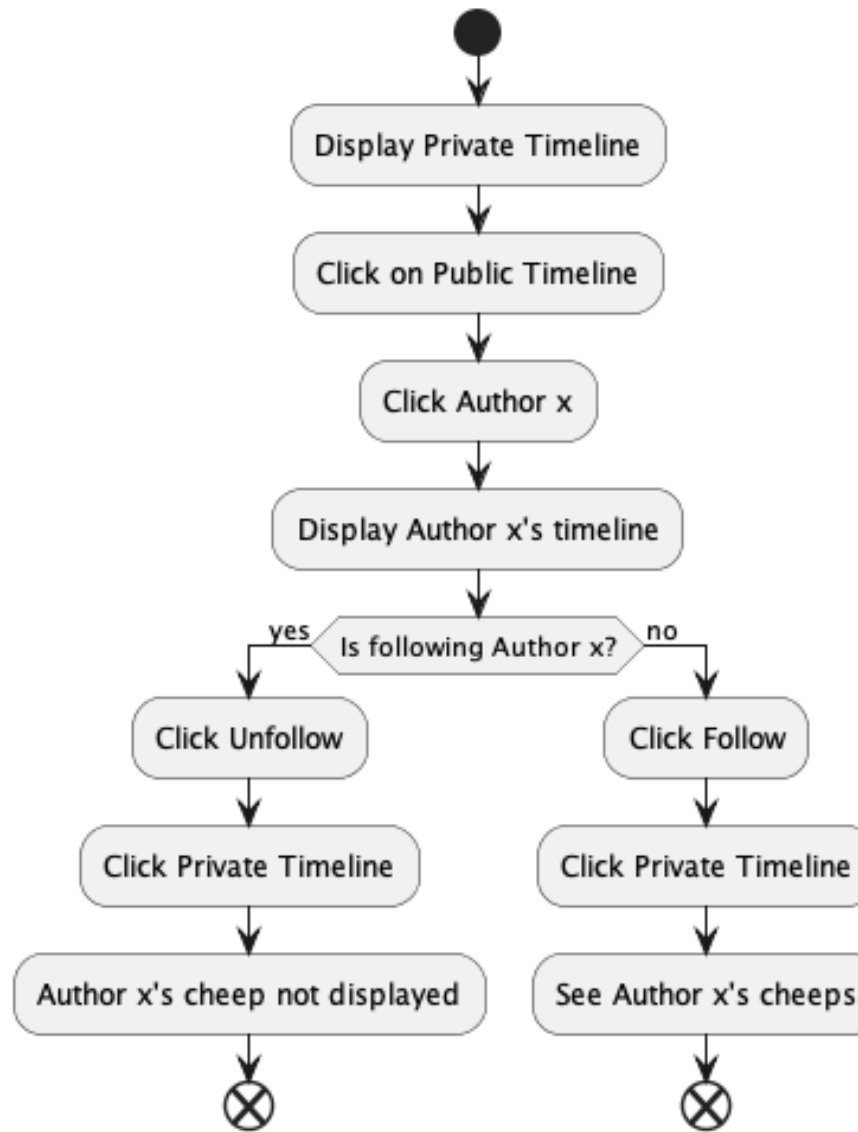 Display Private Timeline
Click on Public Timeline
Click Author x
Display Author x's timeline
yes
Is following Author x?
no
Click Unfollow
Click Follow
Click Private Timeline
Click Private Timeline
Author x's cheep not displayed
See Author x's cheeps